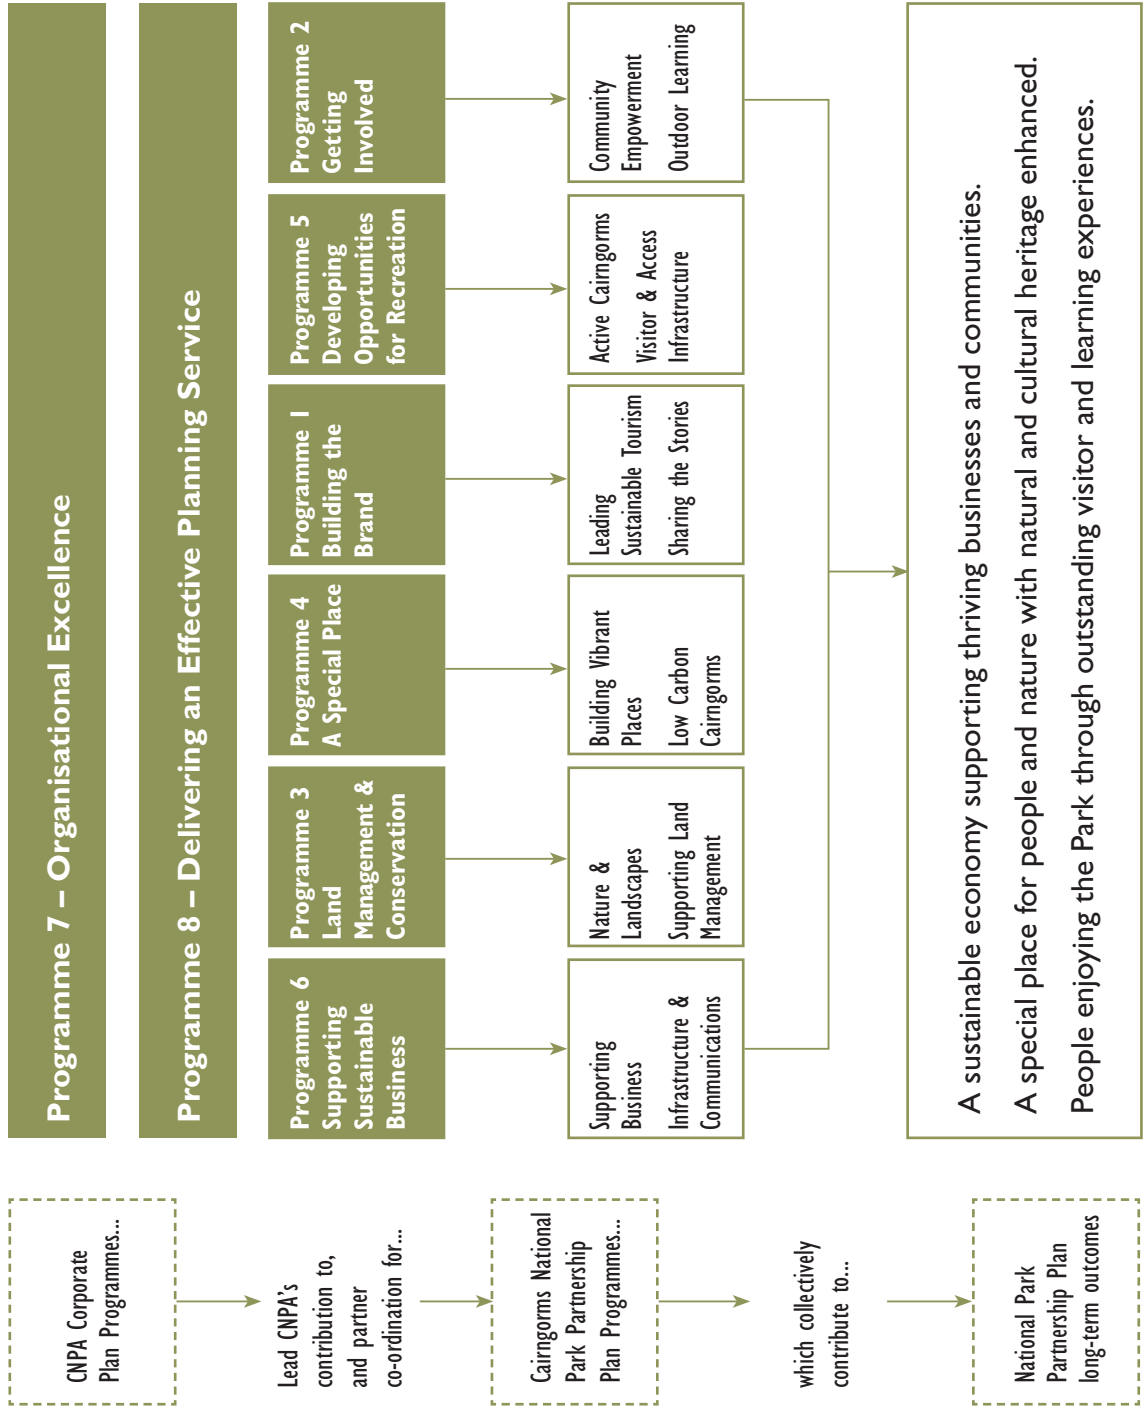 CNPA Corporate
Plan Programmes...
Lead CNPA's
contribution to,
and partner
co-ordination for...
Cairngorms National
Park Partnership
Plan Programmes...
which collectively
contribute to...
National Park
Partnership Plan
long-term outcomes
Programme 7 – Organisational Excellence
Programme 8 – Delivering an Effective Planning Service
Programme 6
Supporting
Sustainable
Business
Programme 3
Land
Management &
Conservation
Programme 4
A Special Place
Programme 1
Building the
Brand
Programme 5
Developing
Opportunities
for Recreation
Programme 2
Getting
Involved
Supporting
Business
Infrastructure &
Communications
Nature &
Landscapes
Supporting Land
Management
Building Vibrant
Places
Low Carbon
Cairngorms
Leading
Sustainable Tourism
Sharing the Stories
Active Cairngorms
Visitor & Access
Infrastructure
Community
Empowerment
Outdoor Learning
A sustainable economy supporting thriving businesses and communities.
A special place for people and nature with natural and cultural heritage enhanced.
People enjoying the Park through outstanding visitor and learning experiences.